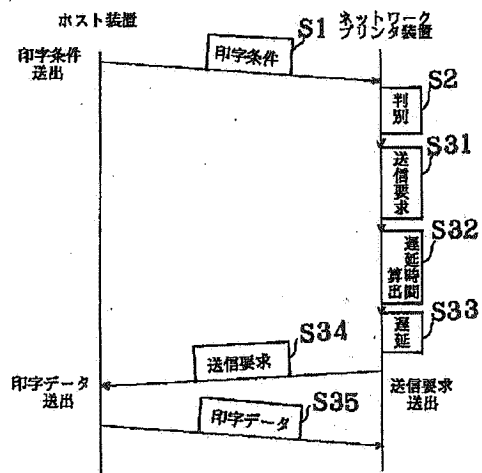 ホスト装置
ネットワーク
プリンタ装置
印字条件
送出
印字条件
S1
S2
判別
S31
送信要求
S32
遅延時間
算出
S33
遅延
S34
送信要求
印字データ
送出
送信要求
送出
S35
印字データ